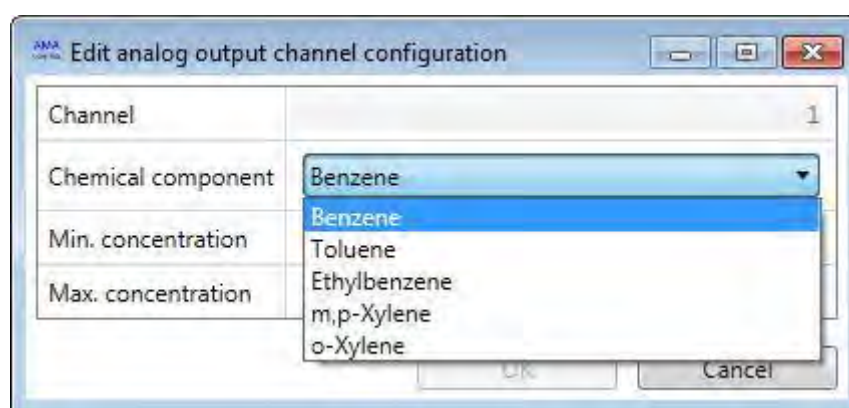 AMA
Edit analog output channel configuration
Channel 1
Chemical component Benzene
Benzene
Min. concentration
Toluene
Ethylbenzene
Max. concentration
m,p-Xylene
o-Xylene
OK Cancel